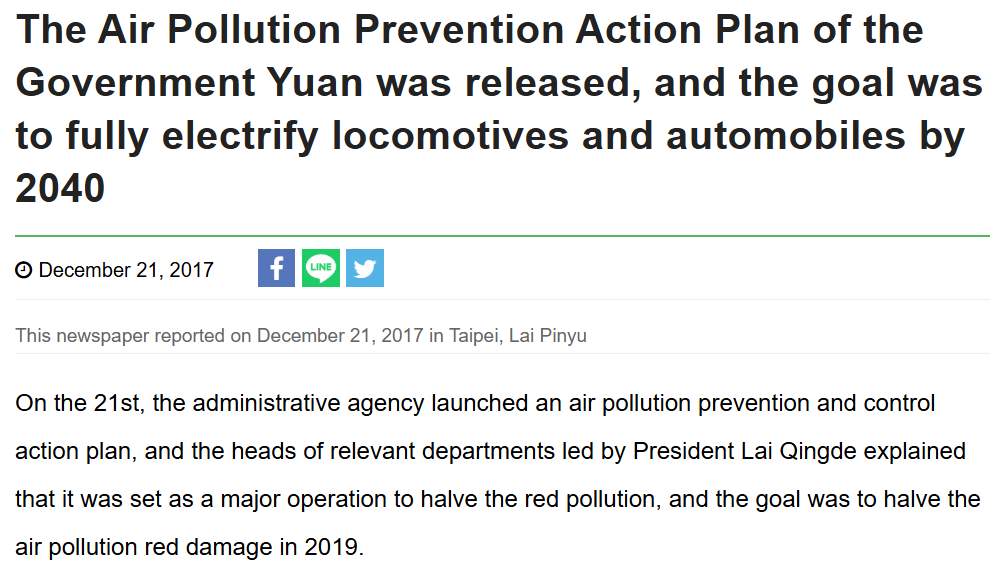 The Air Pollution Prevention Action Plan of the
Government Yuan was released, and the goal was
to fully electrify locomotives and automobiles by
2040
December 21, 2017
f
LINE
This newspaper reported on December 21, 2017 in Taipei, Lai Pinyu
On the 21st, the administrative agency launched an air pollution prevention and control
action plan, and the heads of relevant departments led by President Lai Qingde explained
that it was set as a major operation to halve the red pollution, and the goal was to halve the
air pollution red damage in 2019.